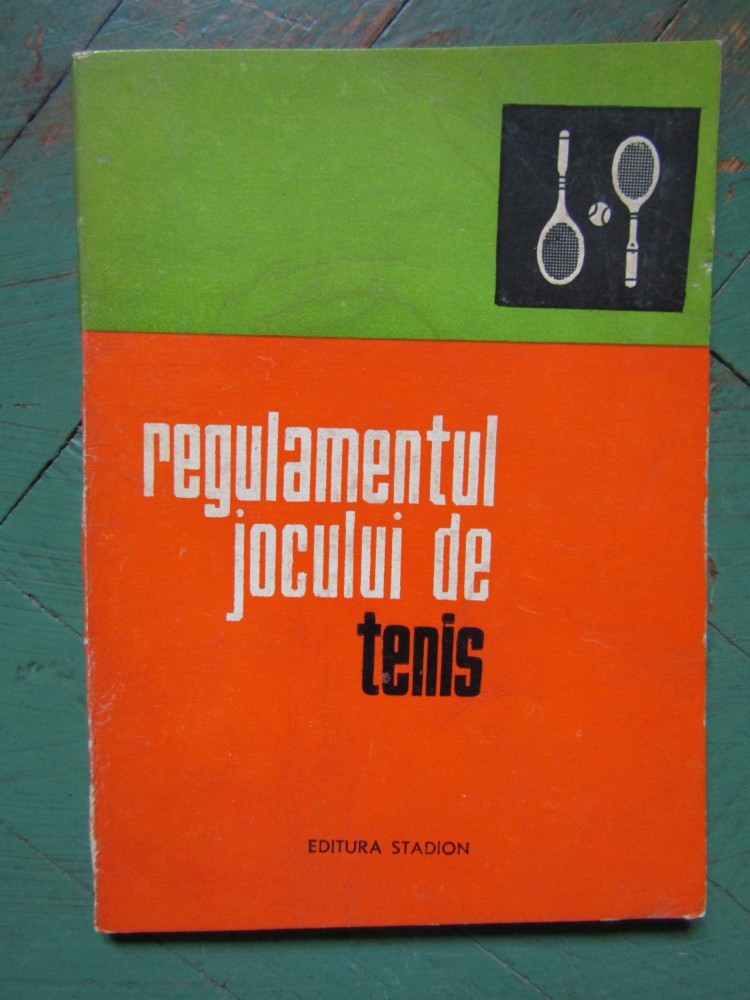 regulamentul
jocului de
tenis
EDITURA STADION